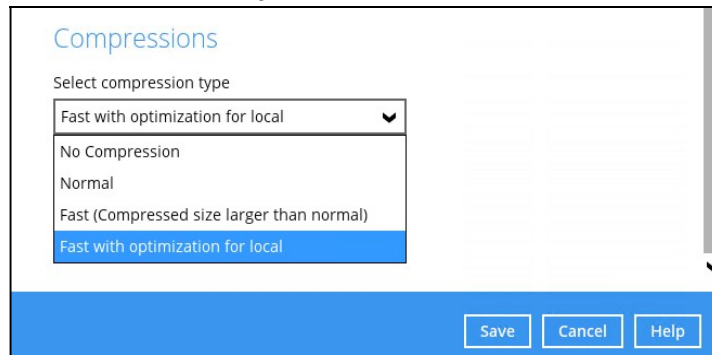 Compressions
Select compression type
Fast with optimization for local
No Compression
Normal
Fast (Compressed size larger than normal)
Fast with optimization for local
Save Cancel Help